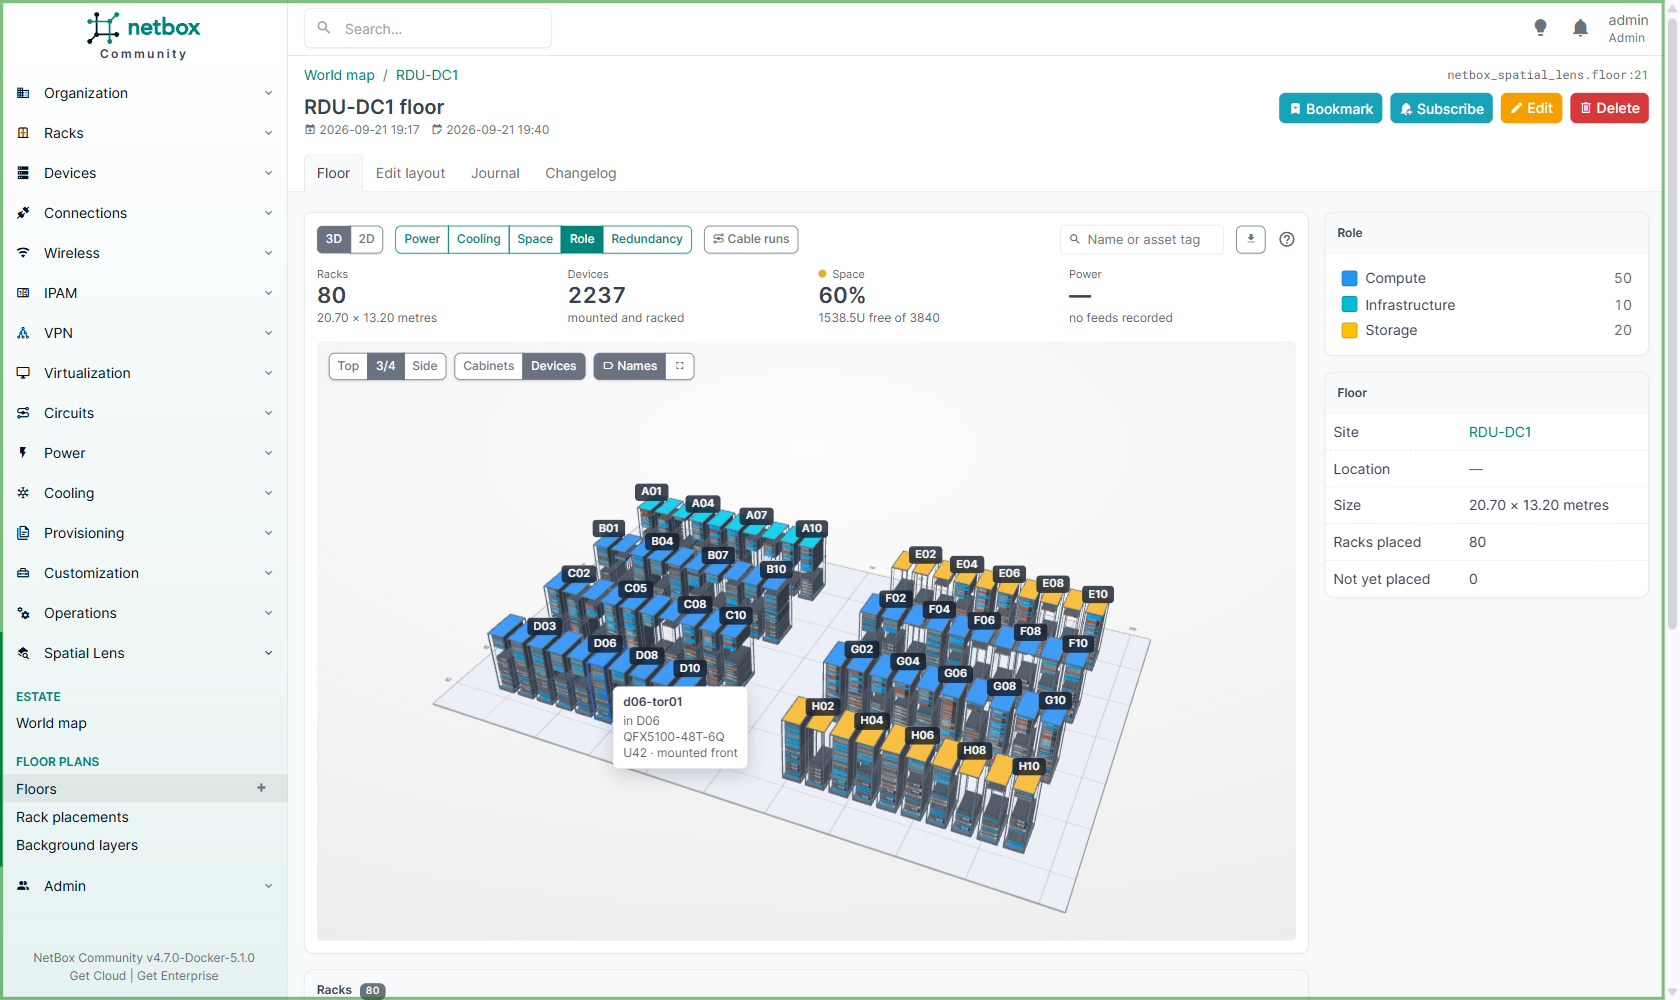 netbox
Community
Search...
admin
Admin
Organization
Racks
Devices
Connections
Wireless
IPAM
VPN
Virtualization
Circuits
Power
Cooling
Provisioning
Customization
Operations
Spatial Lens
ESTATE
World map
FLOOR PLANS
Floors
Rack placements
Background layers
Admin
NetBox Community v4.7.0-Docker-5.1.0
Get Cloud | Get Enterprise
World map / RDU-DC1
netbox_spatial_lens.floor:21
RDU-DC1 floor
2026-09-21 19:17 2026-09-21 19:40
Bookmark Subscribe Edit Delete
Floor Edit layout Journal Changelog
3D 2D Power Cooling Space Role Redundancy Cable runs Name or asset tag
Racks
80
20.70 × 13.20 metres
Devices
2237
mounted and racked
Space
60%
1538.5U free of 3840
Power
—
no feeds recorded
Top 3/4 Side Cabinets Devices Names
A01
A04
A07
A10
B01
B04
B07
B10
C02
C05
C08
C10
D03
D06
D08
D10
E02
E04
E06
E08
E10
F02
F04
F06
F08
F10
G02
G04
G06
G08
G10
H02
H04
H06
H08
H10
d06-tor01
in D06
QFX5100-48T-6Q
U42 · mounted front
Role
Compute 50
Infrastructure 10
Storage 20
Floor
Site RDU-DC1
Location —
Size 20.70 × 13.20 metres
Racks placed 80
Not yet placed 0
Racks 80